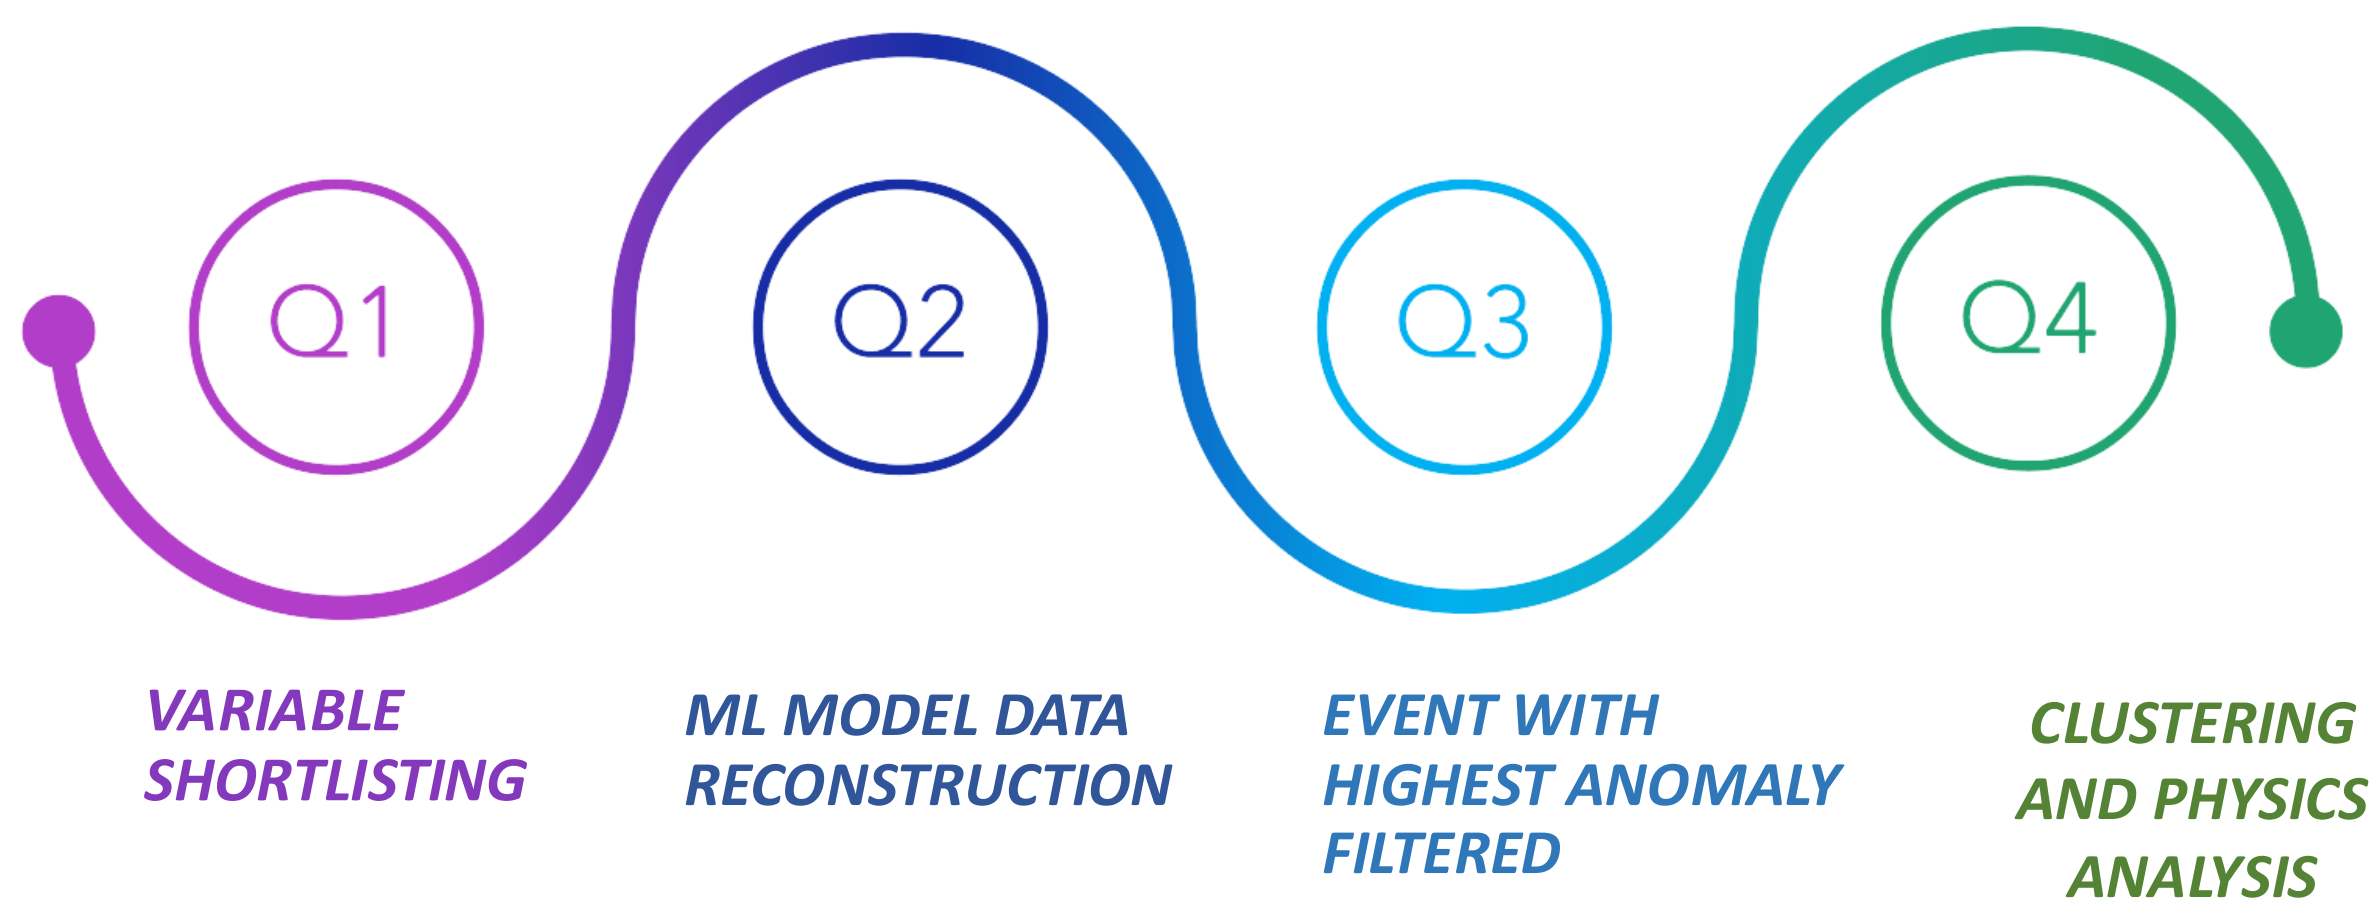 Q1
Q2
Q3
Q4
VARIABLE
SHORTLISTING
ML MODEL DATA
RECONSTRUCTION
EVENT WITH
HIGHEST ANOMALY
FILTERED
CLUSTERING
AND PHYSICS
ANALYSIS